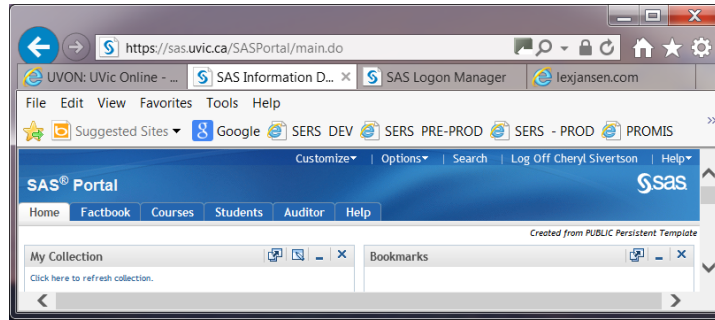 https://sas.uvic.ca/SASPortal/main.do
UVON: UVic Online - ... SAS Information D... SAS Logon Manager lexjansen.com
File Edit View Favorites Tools Help
Suggested Sites Google SERS DEV SERS PRE-PROD SERS - PROD PROMIS
Customize | Options | Search | Log Off Cheryl Sivertson | Help
SAS® Portal sas
Home Factbook Courses Students Auditor Help
Created from PUBLIC Persistent Template
My Collection Bookmarks
Click here to refresh collection.